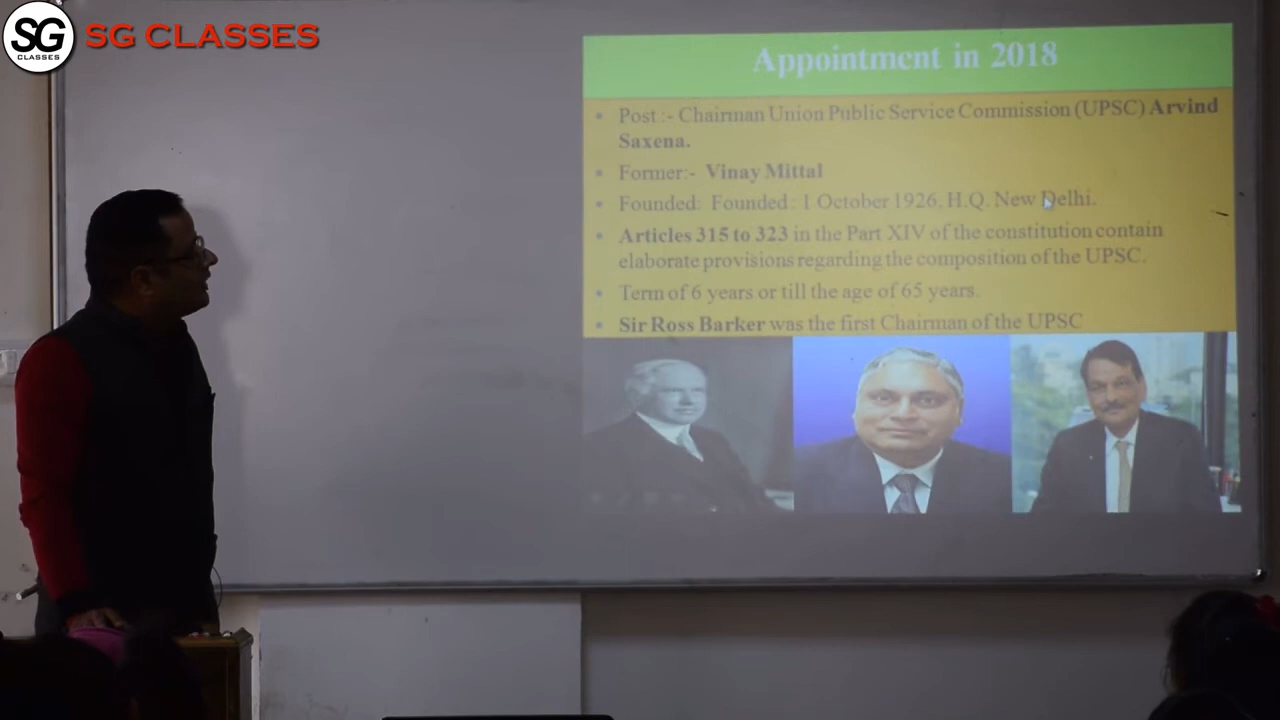 SG
CLASSES
SG CLASSES
Appointment in 2018
• Post :- Chairman Union Public Service Commission (UPSC) Arvind
Saxena.
• Former:- Vinay Mittal
• Founded: Founded : 1 October 1926. H.Q. New Delhi.
• Articles 315 to 323 in the Part XIV of the constitution contain
elaborate provisions regarding the composition of the UPSC.
• Term of 6 years or till the age of 65 years.
• Sir Ross Barker was the first Chairman of the UPSC